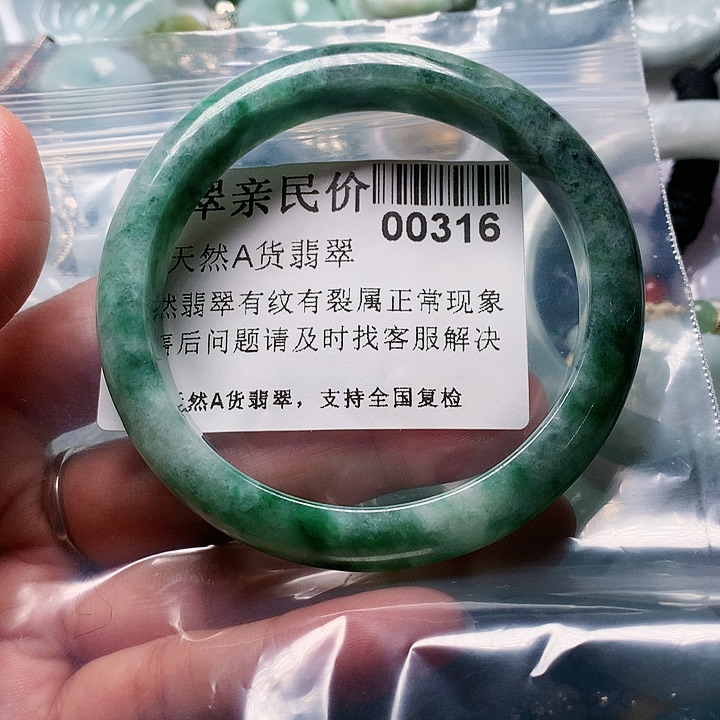 翠亲民价
00316
天然A货翡翠
然翡翠有纹有裂属正常现象
售后问题请及时找客服解决
天然A货翡翠，支持全国复检